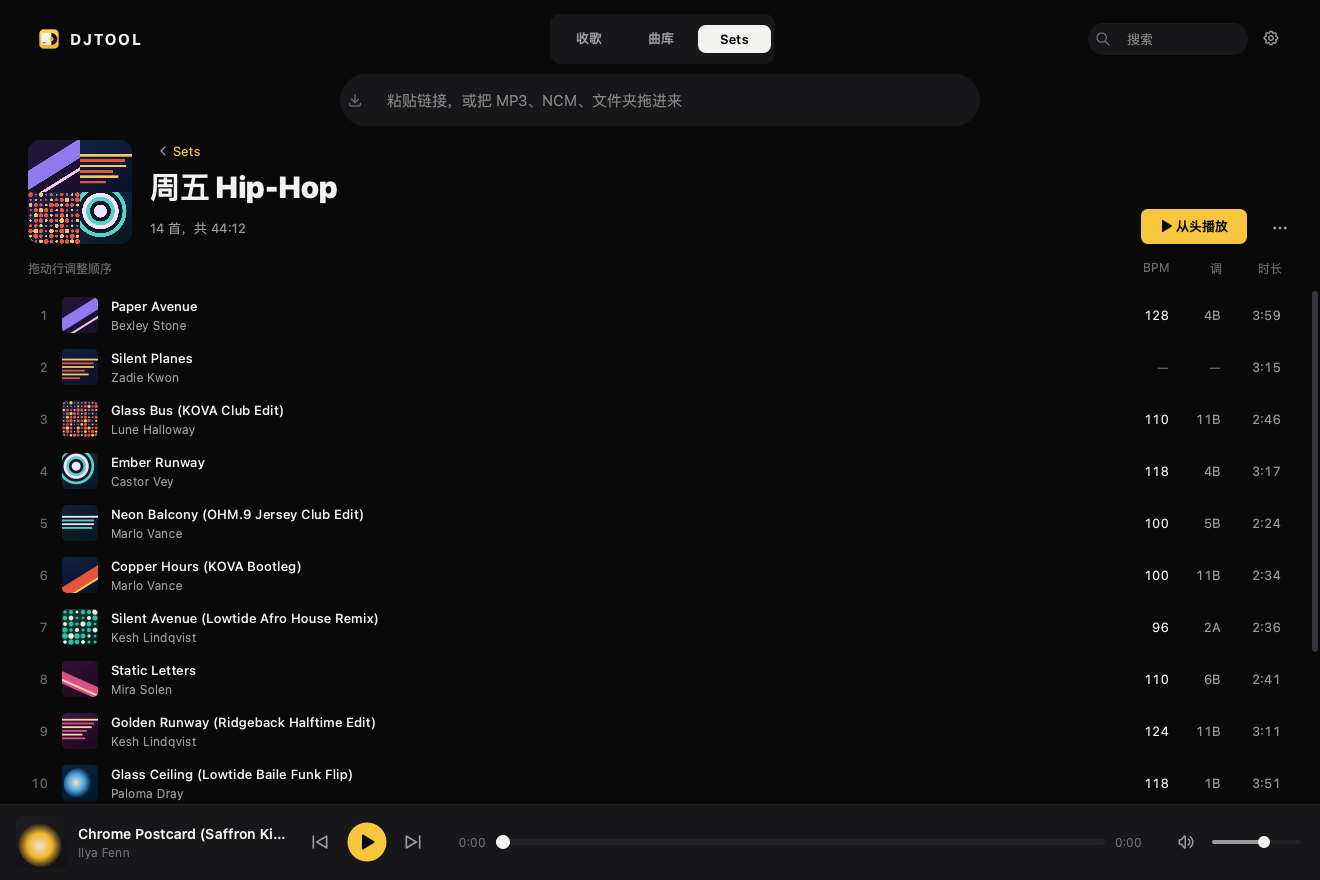 DJTOOL
收歌
曲库
Sets
搜索
粘贴链接，或把 MP3、NCM、文件夹拖进来
Sets
周五 Hip-Hop
14 首，共 44:12
从头播放
拖动行调整顺序
BPM 调 时长
1 Paper Avenue 128 4B 3:59
Bexley Stone
2 Silent Planes — — 3:15
Zadie Kwon
3 Glass Bus (KOVA Club Edit) 110 11B 2:46
Lune Halloway
4 Ember Runway 118 4B 3:17
Castor Vey
5 Neon Balcony (OHM.9 Jersey Club Edit) 100 5B 2:24
Marlo Vance
6 Copper Hours (KOVA Bootleg) 100 11B 2:34
Marlo Vance
7 Silent Avenue (Lowtide Afro House Remix) 96 2A 2:36
Kesh Lindqvist
8 Static Letters 110 6B 2:41
Mira Solen
9 Golden Runway (Ridgeback Halftime Edit) 124 11B 3:11
Kesh Lindqvist
10 Glass Ceiling (Lowtide Baile Funk Flip) 118 1B 3:51
Paloma Dray
Chrome Postcard (Saffron Ki...
Ilya Fenn
0:00
0:00